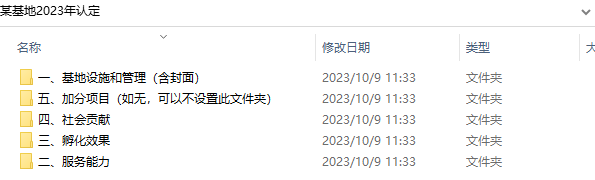 某基地2023年认定
名称 修改日期 类型 大
一、基地设施和管理（含封面） 2023/10/9 11:33 文件夹
五、加分项目（如无，可以不设置此文件夹） 2023/10/9 11:33 文件夹
四、社会贡献 2023/10/9 11:33 文件夹
三、孵化效果 2023/10/9 11:33 文件夹
二、服务能力 2023/10/9 11:33 文件夹